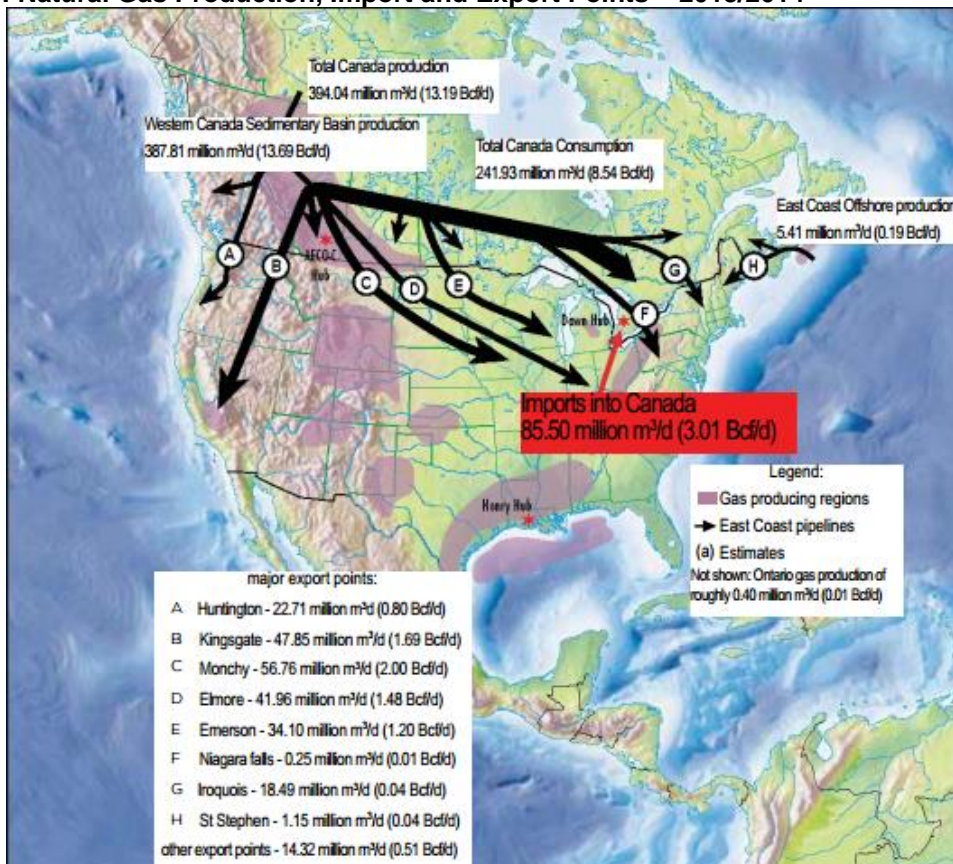 Natural Gas Production, Import and Export Points – 2013/2014
Total Canada production
394.04 million m³/d (13.19 Bcf/d)
Western Canada Sedimentary Basin production
387.81 million m³/d (13.69 Bcf/d)
Total Canada Consumption
241.93 million m³/d (8.54 Bcf/d)
East Coast Offshore production
5.41 million m³/d (0.19 Bc/f/d)
A
B
C
D
E
F
G
H
Hub
Dawn Hub
Imports into Canada
85.50 million m³/d (3.01 Bcf/d)
Henry Hub
Legend:
Gas producing regions
East Coast pipelines
(a) Estimates
Not shown: Ontario gas production of
roughly 0.40 million m³/d (0.01 Bcf/d)
major export points:
A Huntington - 22.71 million m³/d (0.80 Bcf/d)
B Kingsgate - 47.85 million m³/d (1.69 Bcf/d)
C Monchy - 56.76 million m³/d (2.00 Bcf/d)
D Elmore - 41.96 million m³/d (1.48 Bcf/d)
E Emerson - 34.10 million m³/d (1.20 Bcf/d)
F Niagara falls - 0.25 million m³/d (0.01 Bcf/d)
G Iroquois - 18.49 million m³/d (0.04 Bcf/d)
H St Stephen - 1.15 million m³/d (0.04 Bcf/d)
other export points - 14.32 million m³/d (0.51 Bcf/d)